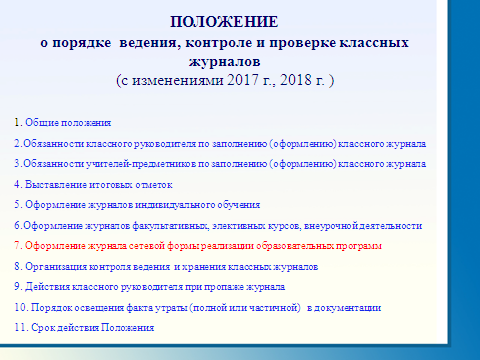 ПОЛОЖЕНИЕ
о порядке ведения, контроле и проверке классных
журналов
(с изменениями 2017 г., 2018 г. )
1. Общие положения
2.Обязанности классного руководителя по заполнению (оформлению) классного журнала
3.Обязанности учителей-предметников по заполнению (оформлению) классного журнала
4. Выставление итоговых отметок
5. Оформление журналов индивидуального обучения
6.Оформление журналов факультативных, элективных курсов, внеурочной деятельности
7. Оформление журнала сетевой формы реализации образовательных программ
8. Организация контроля ведения и хранения классных журналов
9. Действия классного руководителя при пропаже журнала
10. Порядок освещения факта утраты (полной или частичной) в документации
11. Срок действия Положения